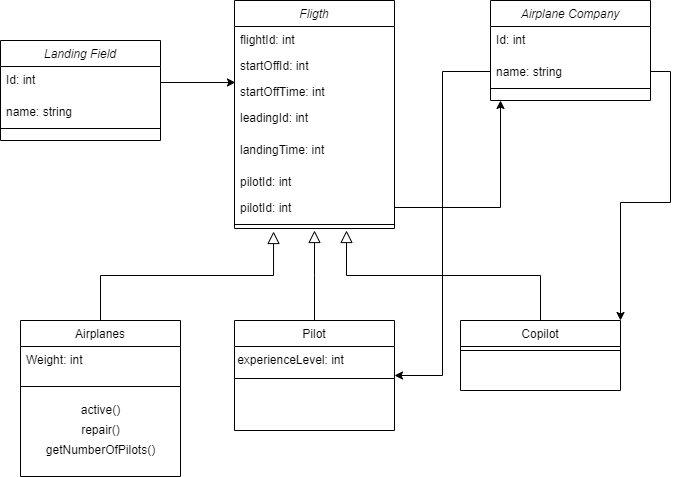 Landing Field
Id: int
name: string
Fligth
flightId: int
startOffId: int
startOffTime: int
leadingId: int
landingTime: int
pilotId: int
pilotId: int
Airplane Company
Id: int
name: string
Airplanes
Weight: int
active()
repair()
getNumberOfPilots()
Pilot
experienceLevel: int
Copilot